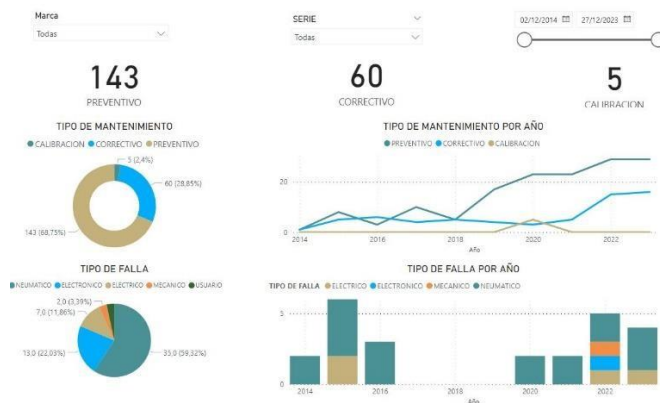 Marca
Todas
SERIE
Todas
02/12/2014
27/12/2023
143
PREVENTIVO
60
CORRECTIVO
5
CALIBRACION
TIPO DE MANTENIMIENTO
CALIBRACION CORRECTIVO PREVENTIVO
5 (2,4%)
60 (28,85%)
143 (68,75%)
TIPO DE MANTENIMIENTO POR AÑO
PREVENTIVO CORRECTIVO CALIBRACION
20
0
2014 2016 2018 2020 2022
Año
TIPO DE FALLA
NEUMATICO ELECTRONICO ELECTRICO MECANICO USUARIO
2,0 (3,39%)
7,0 (11,86%)
13,0 (22,03%)
35,0 (59,32%)
TIPO DE FALLA POR AÑO
TIPO DE FALLA ELECTRICO ELECTRONICO MECANICO NEUMATICO
5
0
2014 2016 2018 2020 2022
Año